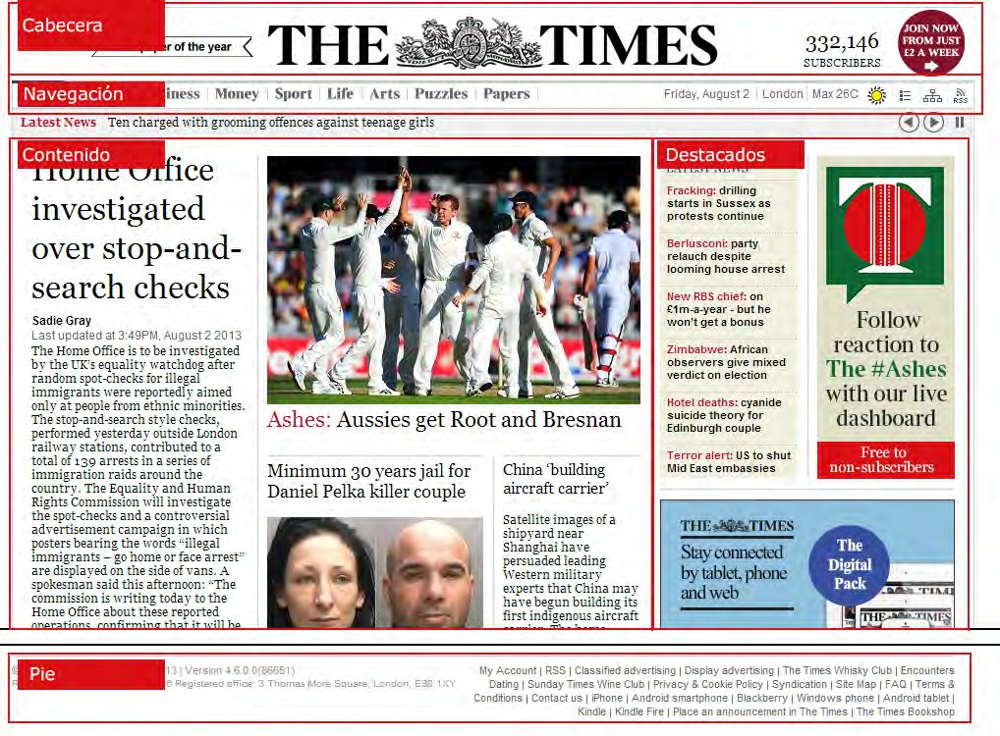 Cabecera
er of the year
THE TIMES
332,146
SUBSCRIBERS
JOIN NOW
FROM JUST
£2 A WEEK
Navegación
iness | Money | Sport | Life | Arts | Puzzles | Papers
Friday, August 2 | London | Max 26C
RSS
Latest News Ten charged with grooming offences against teenage girls
Contenido
Home Office
investigated
over stop-and-
search checks
Sadie Gray
Last updated at 3:49PM, August 2 2013
The Home Office is to be investigated
by the UK's equality watchdog after
random spot-checks for illegal
immigrants were reportedly aimed
only at people from ethnic minorities.
The stop-and-search style checks,
performed yesterday outside London
railway stations, contributed to a
total of 139 arrests in a series of
immigration raids around the
country. The Equality and Human
Rights Commission will investigate
the spot-checks and a controversial
advertisement campaign in which
posters bearing the words “illegal
immigrants – go home or face arrest”
are displayed on the side of vans. A
spokesman said this afternoon: “The
commission is writing today to the
Home Office about these reported
operations, confirming that it will be
Ashes: Aussies get Root and Bresnan
Minimum 30 years jail for
Daniel Pelka killer couple
China ‘building
aircraft carrier’
Satellite images of a
shipyard near
Shanghai have
persuaded leading
Western military
experts that China may
have begun building its
first indigenous aircraft
carrier. The home
Destacados
LATEST NEWS
Fracking: drilling
starts in Sussex as
protests continue
Berlusconi: party
relauch despite
looming house arrest
New RBS chief: on
£1m-a-year - but he
won't get a bonus
Zimbabwe: African
observers give mixed
verdict on election
Hotel deaths: cyanide
suicide theory for
Edinburgh couple
Terror alert: US to shut
Mid East embassies
Follow
reaction to
The #Ashes
with our live
dashboard
Free to
non-subscribers
THE TIMES
Stay connected
by tablet, phone
and web
The
Digital
Pack
THE TIMES
Pie
13 | Version 4.6.0.0(86651)
Registered office: 3 Thomas More Square, London, E98 1XY
My Account | RSS | Classified advertising | Display advertising | The Times Whisky Club | Encounters
Dating | Sunday Times Wine Club | Privacy & Cookie Policy | Syndication | Site Map | FAQ | Terms &
Conditions | Contact us | iPhone | Android smartphone | Blackberry | Windows phone | Android tablet |
Kindle | Kindle Fire | Place an announcement in The Times | The Times Bookshop